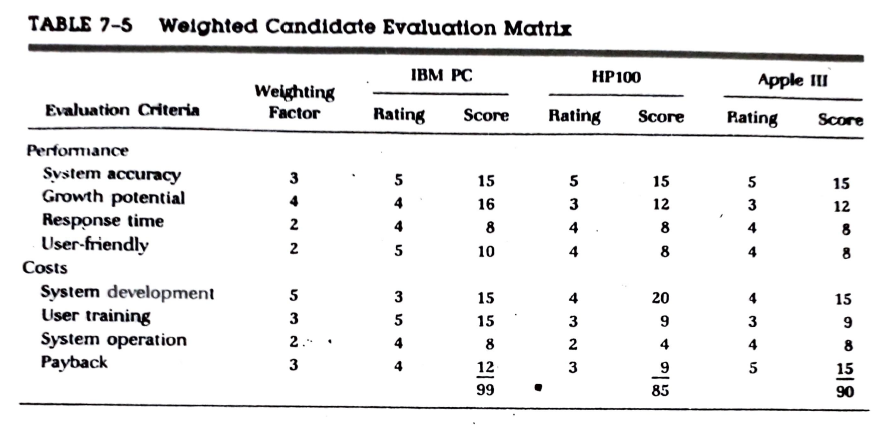 TABLE 7-5 Weighted Candidate Evaluation Matrix
IBM PC HP100 Apple III
Evaluation Criteria Weighting Factor Rating Score Rating Score Rating Score
Performance
System accuracy 3 5 15 5 15 5 15
Growth potential 4 4 16 3 12 3 12
Response time 2 4 8 4 8 4 8
User-friendly 2 5 10 4 8 4 8
Costs
System development 5 3 15 4 20 4 15
User training 3 5 15 3 9 3 9
System operation 2 4 8 2 4 4 8
Payback 3 4 12 3 9 5 15
99 85 90